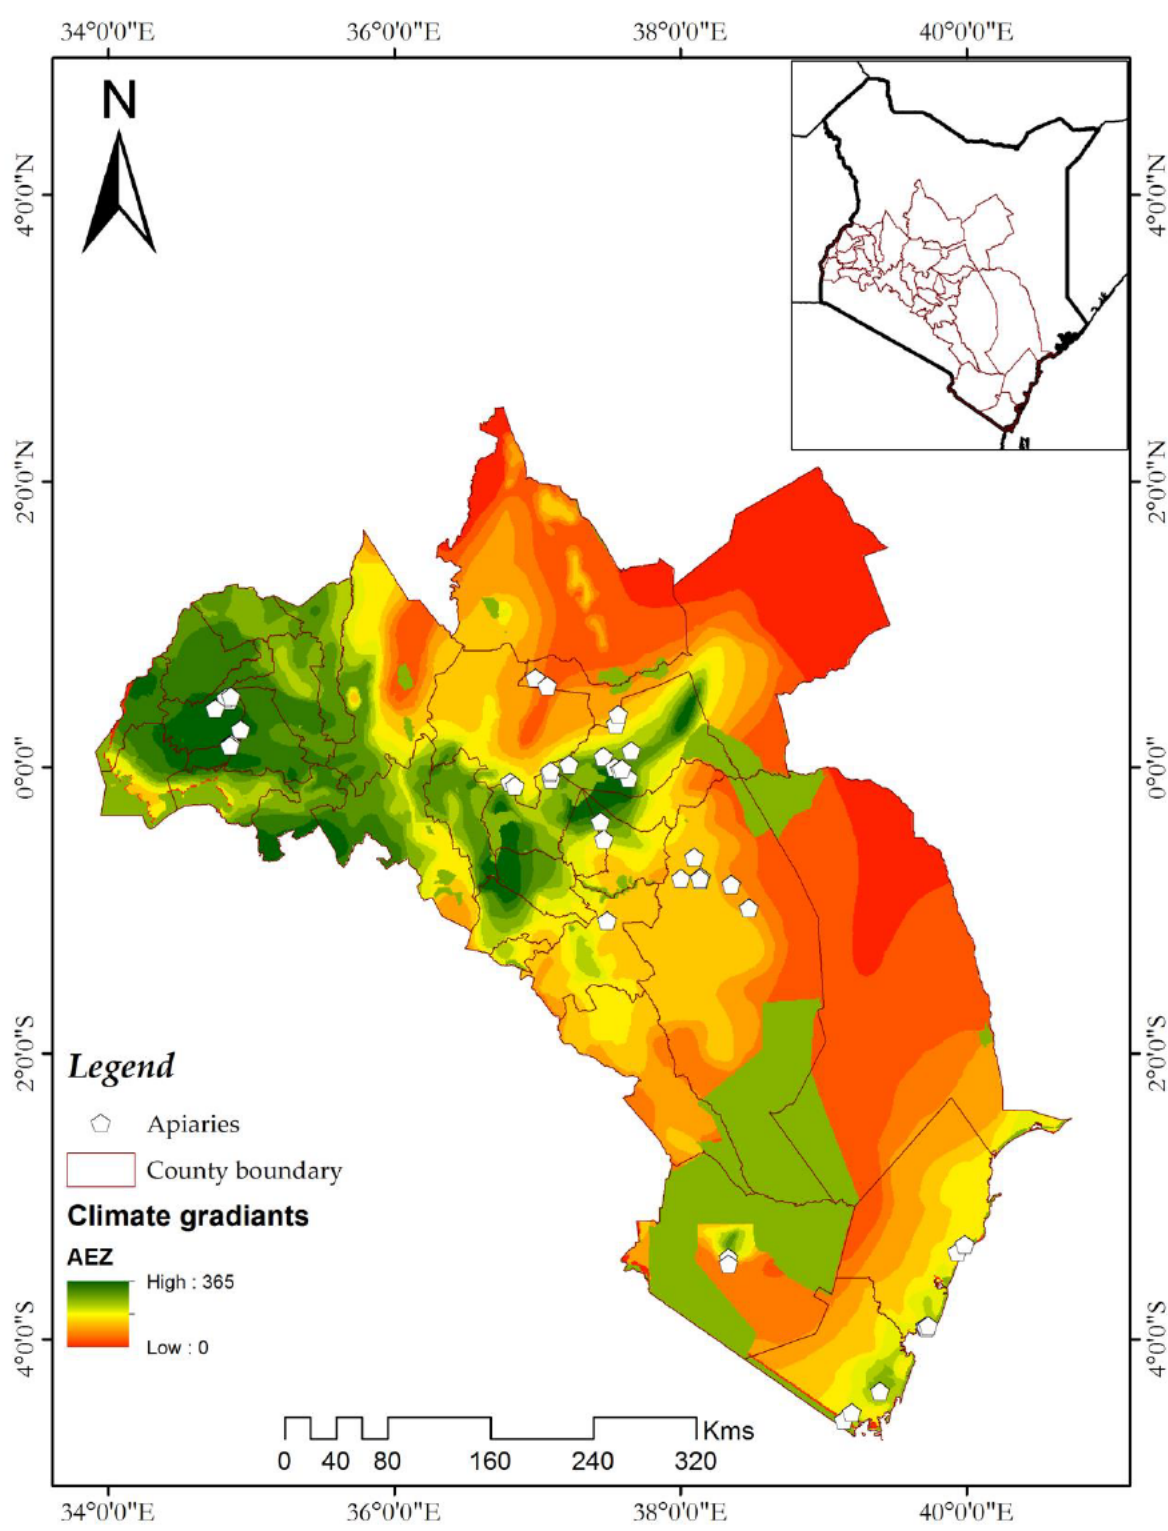 34°0'0"E 36°0'0"E 38°0'0"E 40°0'0"E
N
4°0'0"N 4°0'0"N
2°0'0"N 2°0'0"N
0°0'0" 0°0'0"
2°0'0"S 2°0'0"S
Legend
Apiaries
County boundary
Climate gradiants
AEZ
High : 365
Low : 0
4°0'0"S 4°0'0"S
Kms
0 40 80 160 240 320
34°0'0"E 36°0'0"E 38°0'0"E 40°0'0"E